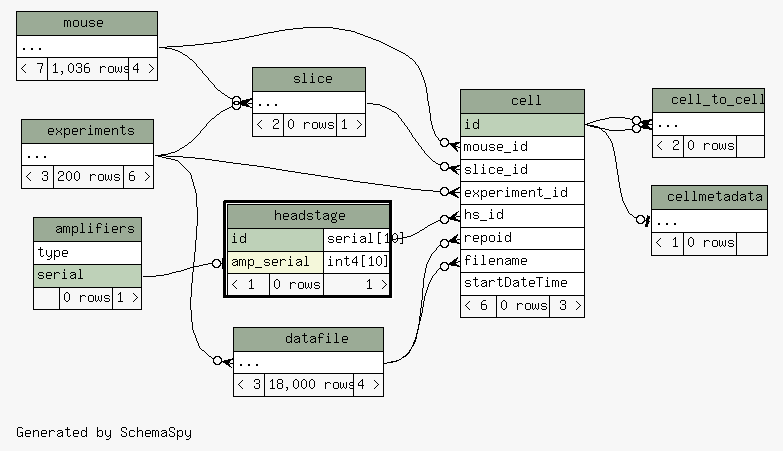 mouse
...
< 7 1,036 rows 4 >
experiments
...
< 3 200 rows 6 >
amplifiers
type
serial
0 rows 1 >
slice
...
< 2 0 rows 1 >
headstage
id serial[10]
amp_serial int4[10]
< 1 0 rows 1 >
datafile
...
< 3 18,000 rows 4 >
cell
id
mouse_id
slice_id
experiment_id
hs_id
repoid
filename
startDateTime
< 6 0 rows 3 >
cell_to_cell
...
< 2 0 rows
cellmetadata
...
< 1 0 rows
Generated by SchemaSpy